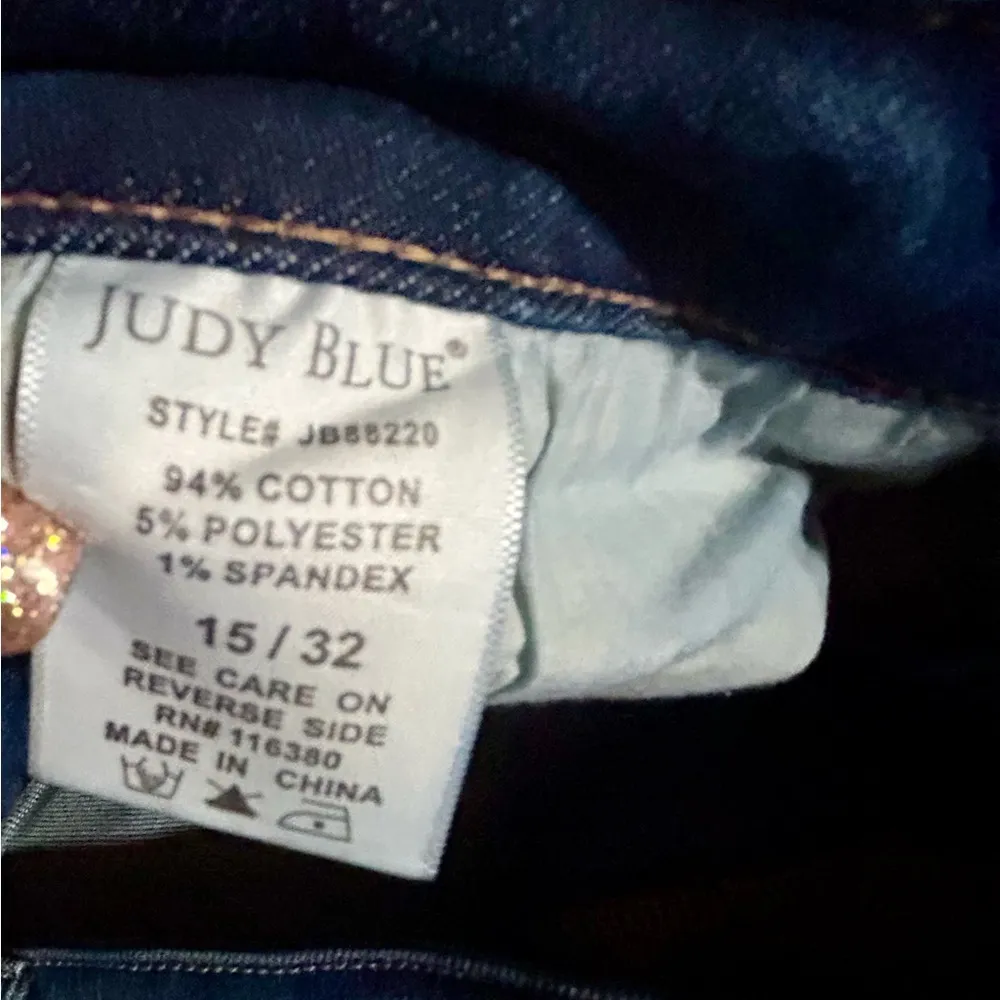 JUDY BLUE®
STYLE# JB88220
94% COTTON
5% POLYESTER
1% SPANDEX
15 / 32
SEE CARE ON
REVERSE SIDE
RN# 116380
MADE IN CHINA